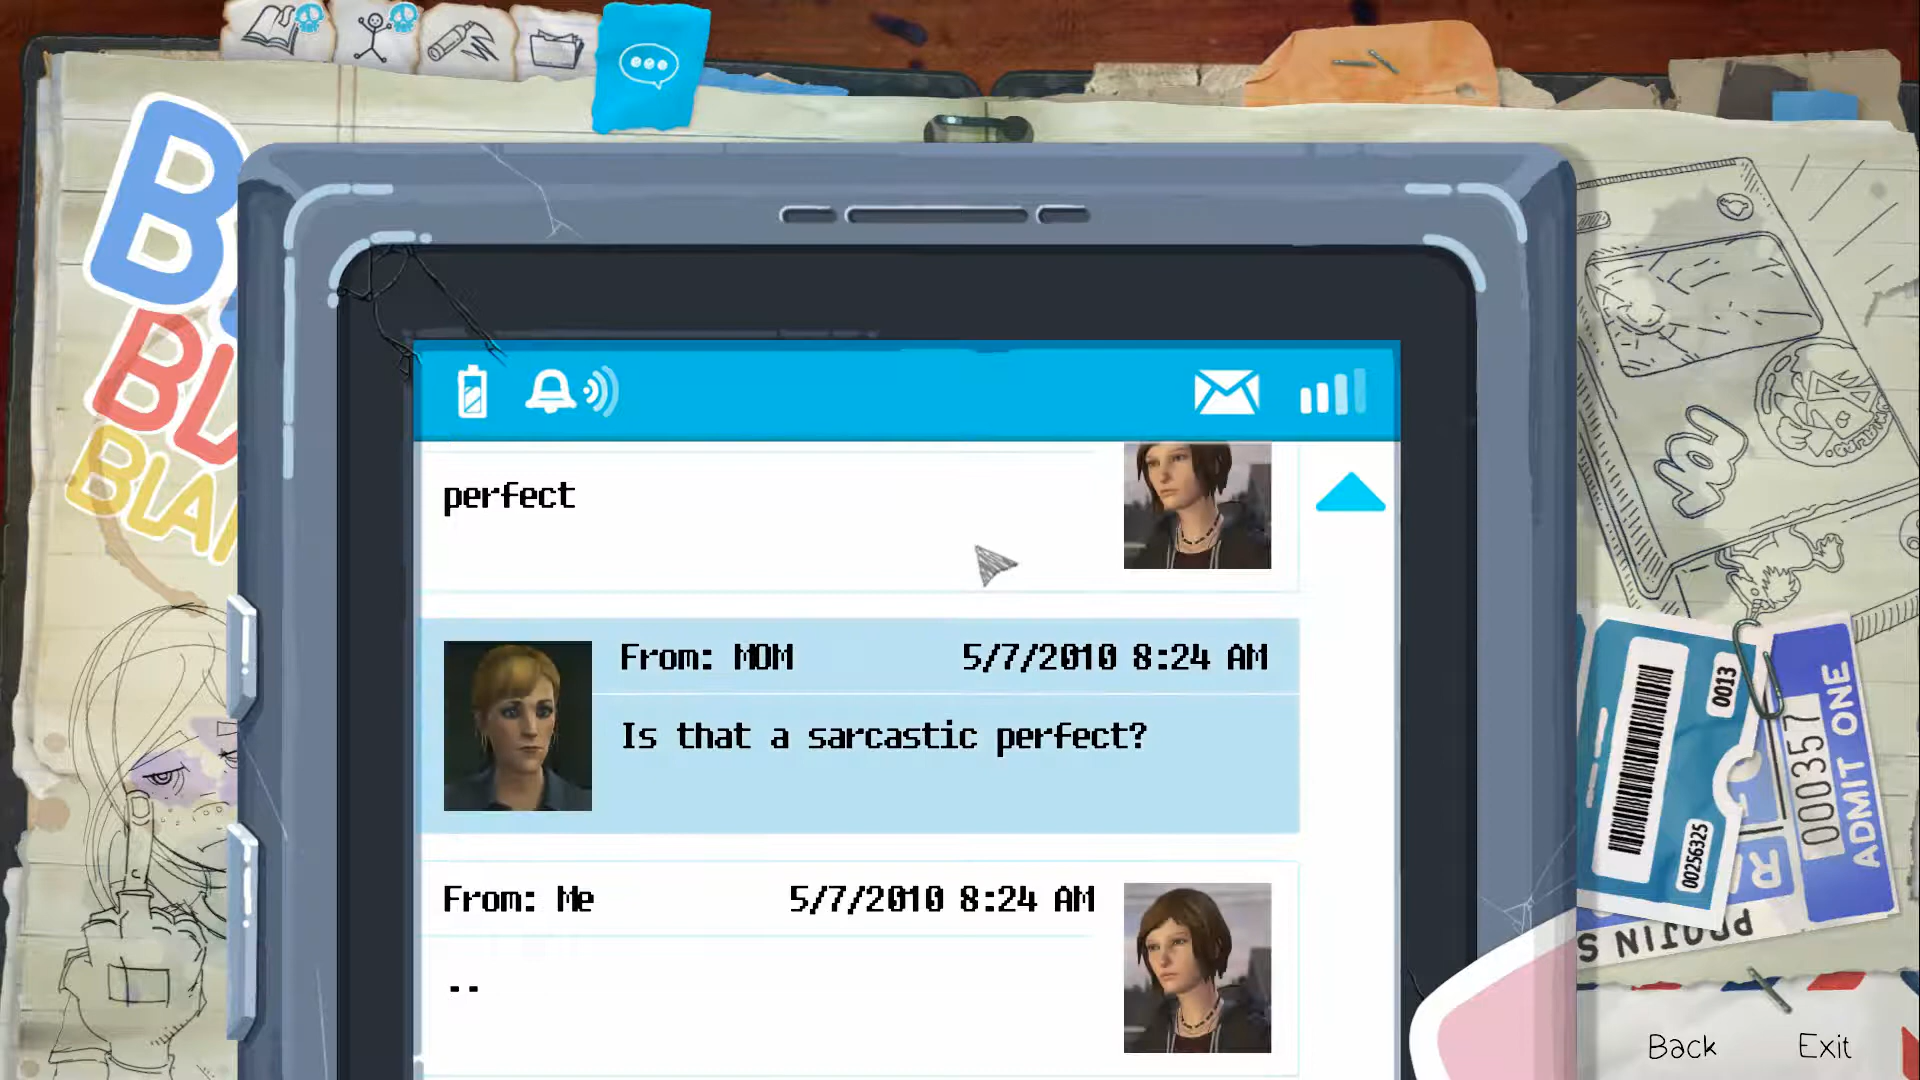 perfect
From: MOM 5/7/2010 8:24 AM
Is that a sarcastic perfect?
From: Me 5/7/2010 8:24 AM
..
0013
00256325
000357
ADMIT ONE
Back
Exit